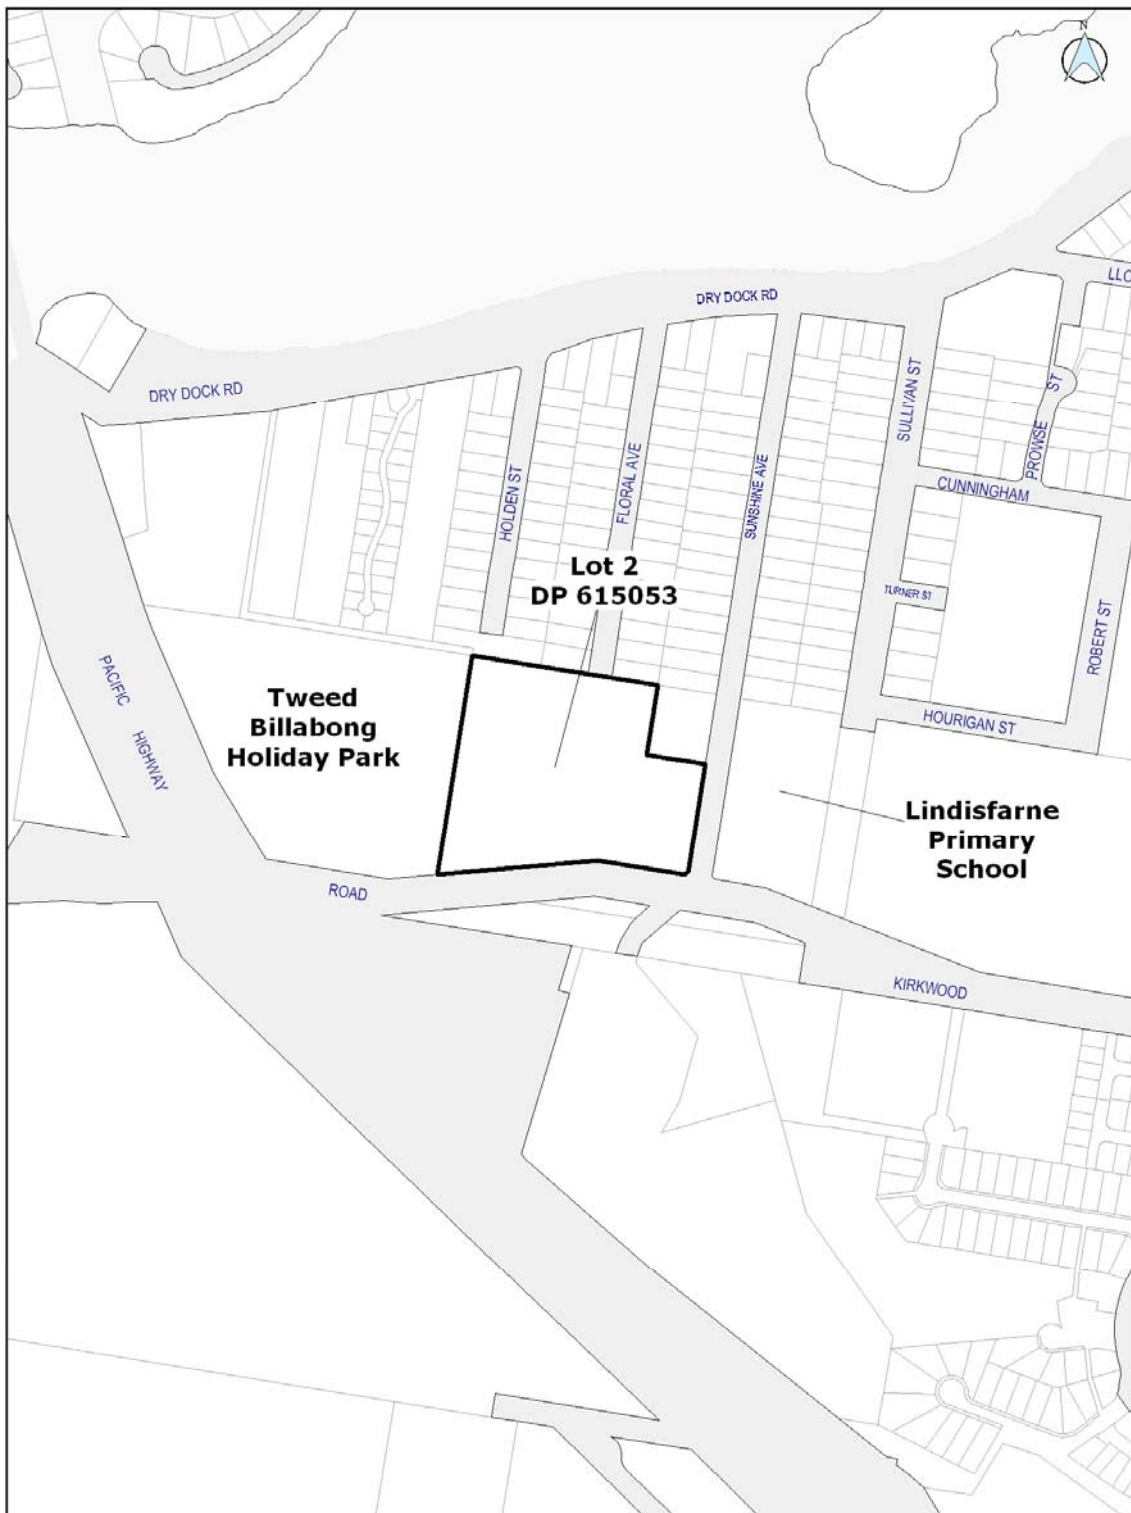 N
LLO
DRY DOCK RD
DRY DOCK RD
SULLIVAN ST
PROWSE ST
HOLDEN ST
FLORAL AVE
SUNSHINE AVE
CUNNINGHAM
Lot 2
DP 615053
TURNER ST
ROBERT ST
PACIFIC HIGHWAY
Tweed
Billabong
Holiday Park
HOURIGAN ST
Lindisfarne
Primary
School
ROAD
KIRKWOOD